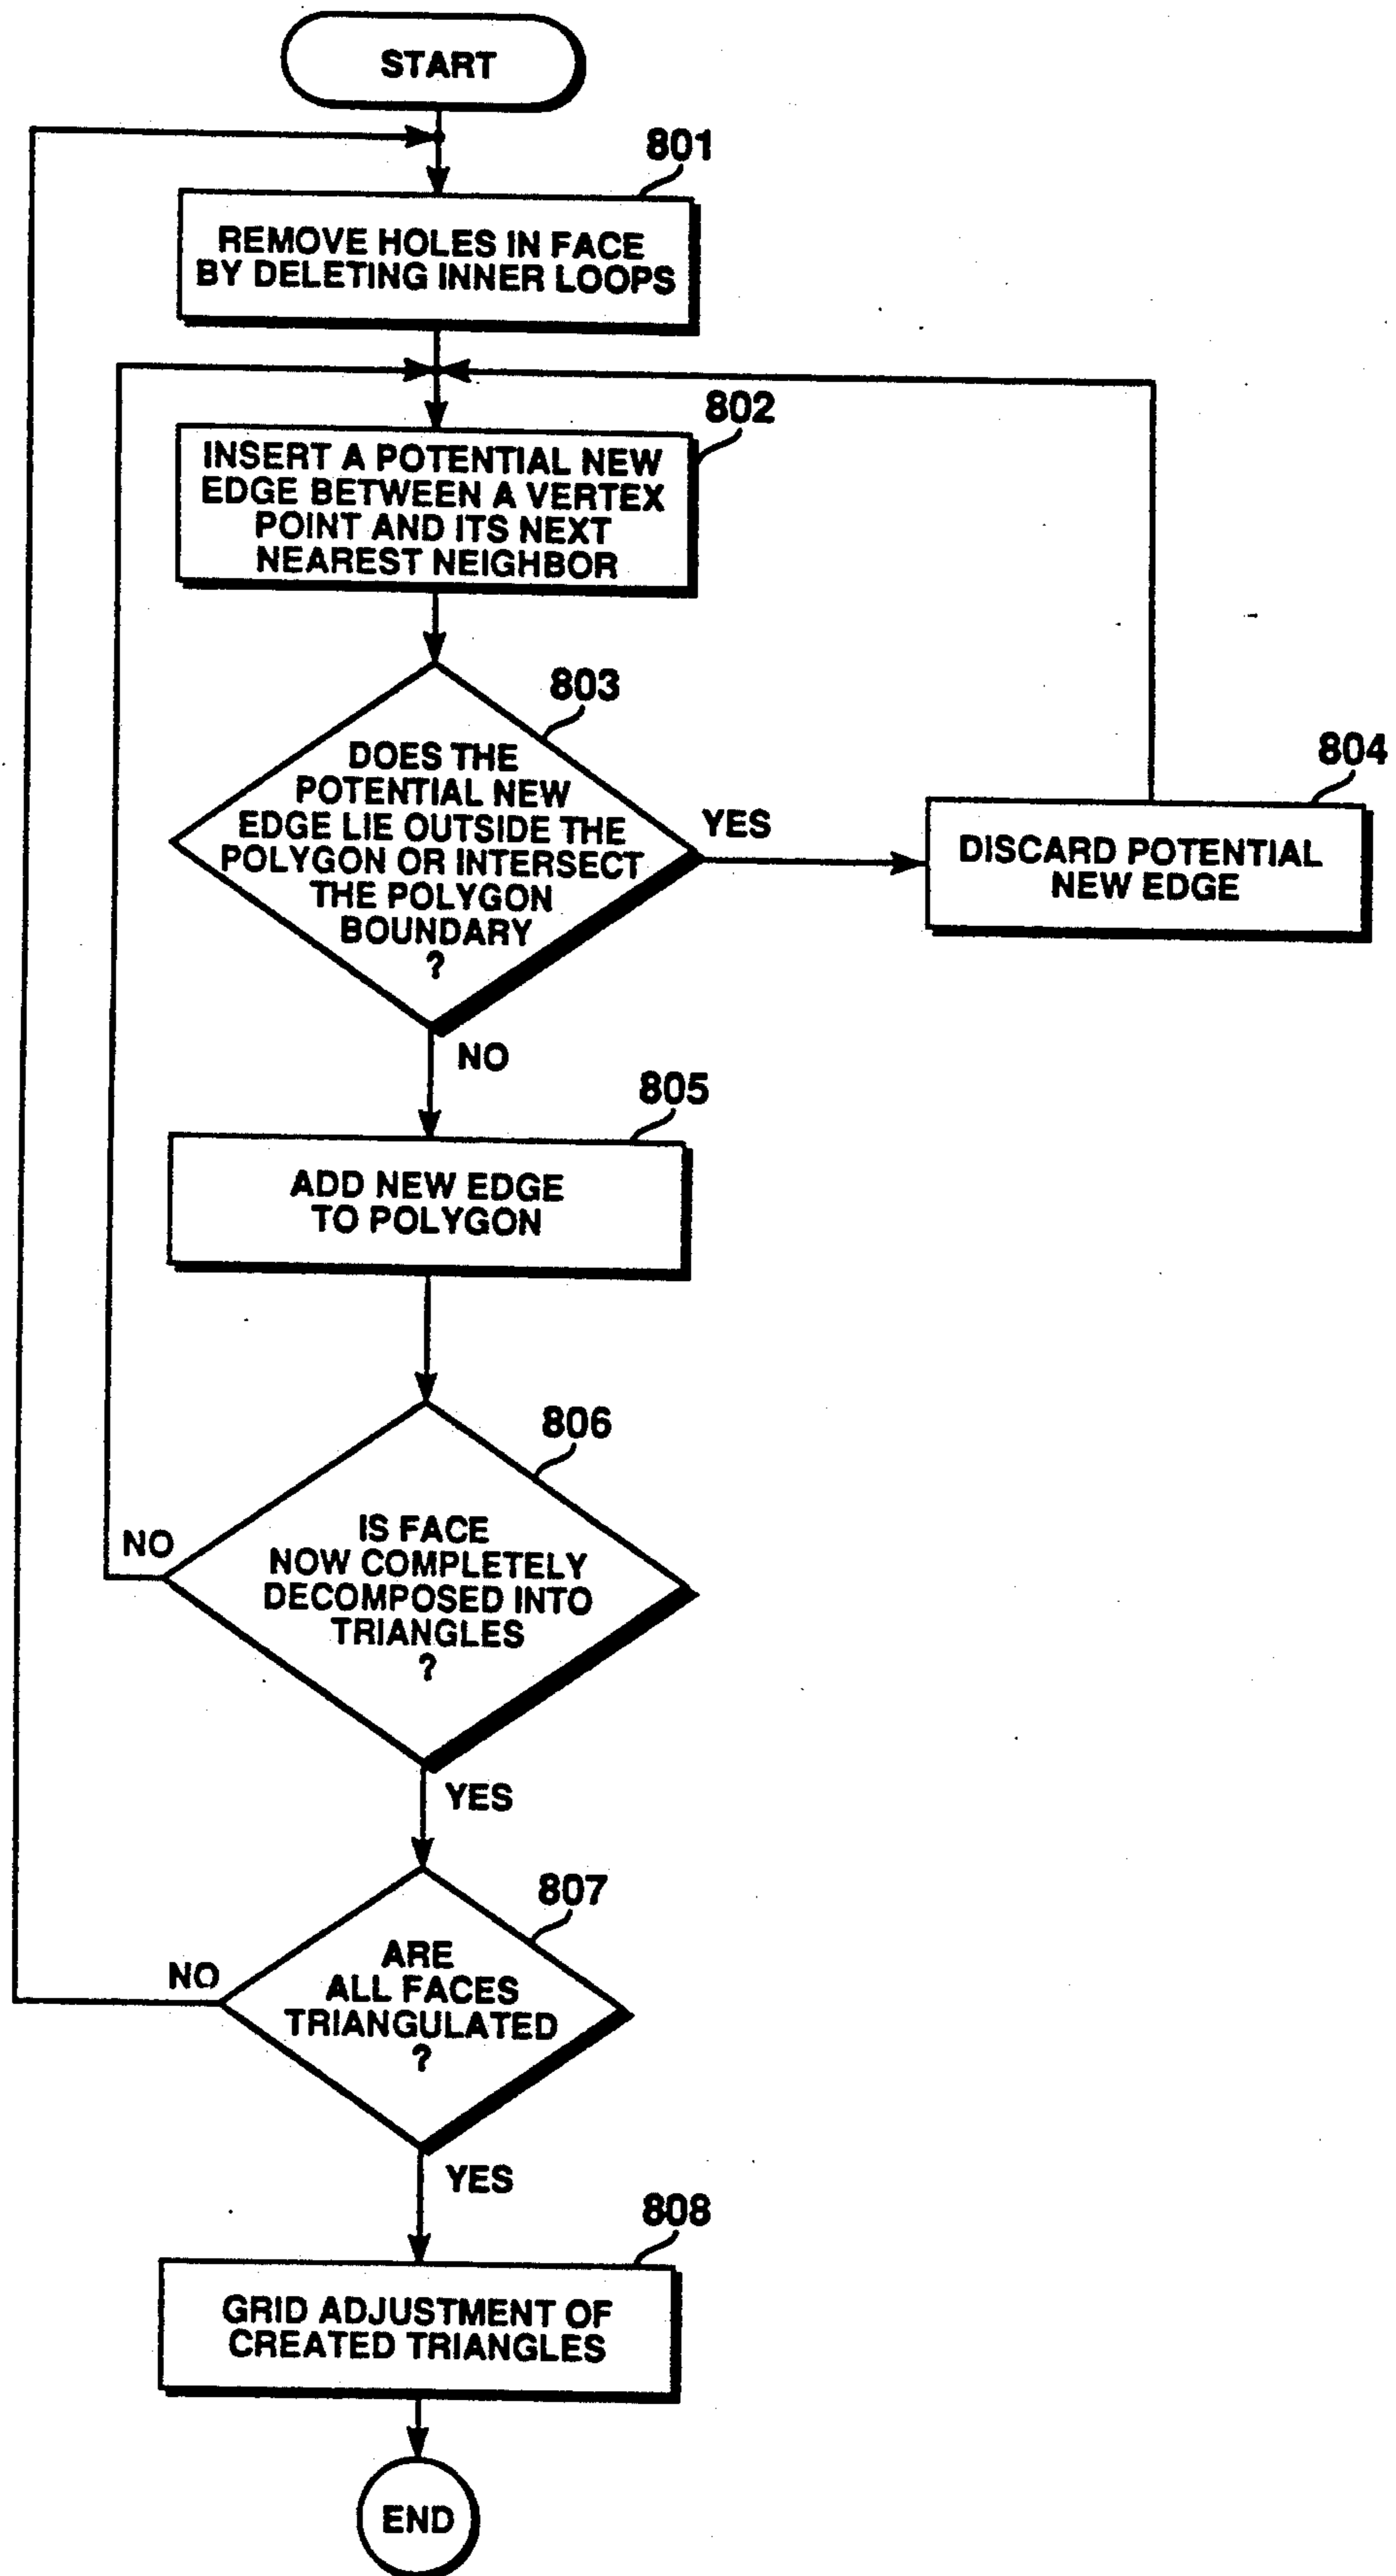 START
801
REMOVE HOLES IN FACE
BY DELETING INNER LOOPS
802
INSERT A POTENTIAL NEW
EDGE BETWEEN A VERTEX
POINT AND ITS NEXT
NEAREST NEIGHBOR
803
DOES THE
POTENTIAL NEW
EDGE LIE OUTSIDE THE
POLYGON OR INTERSECT
THE POLYGON
BOUNDARY
?
YES
804
DISCARD POTENTIAL
NEW EDGE
NO
805
ADD NEW EDGE
TO POLYGON
806
IS FACE
NOW COMPLETELY
DECOMPOSED INTO
TRIANGLES
?
NO
YES
807
ARE
ALL FACES
TRIANGULATED
?
NO
YES
808
GRID ADJUSTMENT OF
CREATED TRIANGLES
END